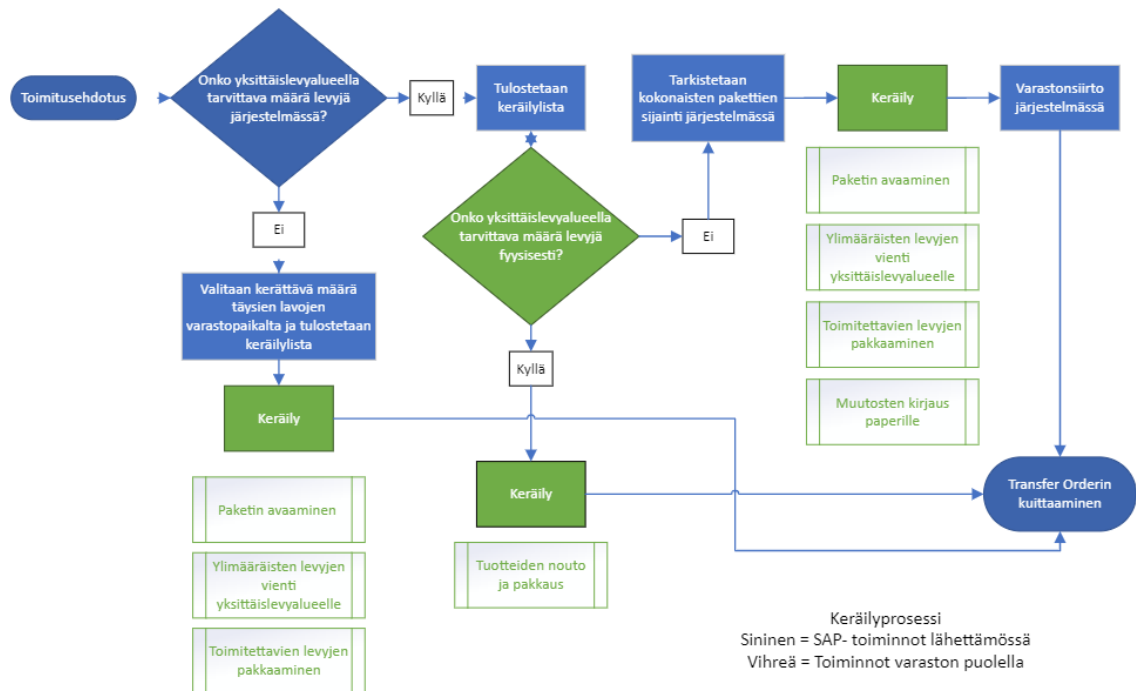 Toimitusehdotus
Onko yksittäislevyalueella
tarvittava määrä levyjä
järjestelmässä?
Kyllä
Tulostetaan
keräilylista
Tarkistetaan
kokonaisten pakettien
sijainti järjestelmässä
Keräily
Varastonsiirto
järjestelmässä
Paketin avaaminen
Ylimääräisten levyjen
vienti
yksittäislevyalueelle
Toimitettavien levyjen
pakkaaminen
Muutosten kirjaus
paperille
Ei
Onko yksittäislevyalueella
tarvittava määrä levyjä
fyysisesti?
Ei
Valitaan kerättävä määrä
täysien lavojen
varastopaikalta ja tulostetaan
keräilylista
Kyllä
Keräily
Keräily
Transfer Orderin
kuittaaminen
Paketin avaaminen
Ylimääräisten levyjen
vienti
yksittäislevyalueelle
Toimitettavien levyjen
pakkaaminen
Tuotteiden nouto
ja pakkaus
Keräilyprosessi
Sininen = SAP- toiminnot lähettämössä
Vihreä = Toiminnot varaston puolella